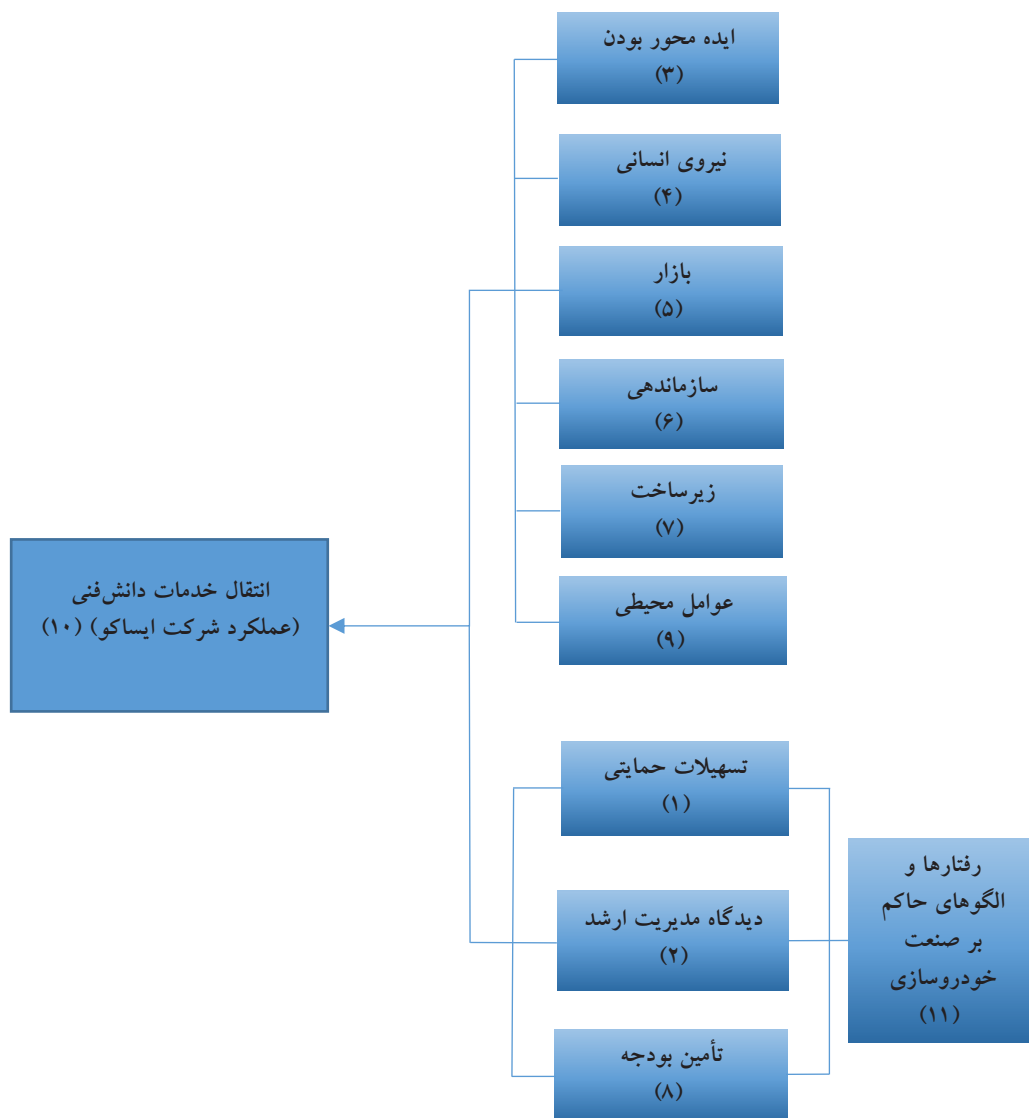 ایده محور بودن
(۳)
نیروی انسانی
(۴)
بازار
(۵)
سازماندهی
(۶)
زیرساخت
(۷)
عوامل محیطی
(۹)
انتقال خدمات دانش‌فنی
(عملکرد شرکت ایساکو) (۱۰)
تسهیلات حمایتی
(۱)
دیدگاه مدیریت ارشد
(۲)
تأمین بودجه
(۸)
رفتارها و
الگوهای حاکم
بر صنعت
خودروسازی
(۱۱)